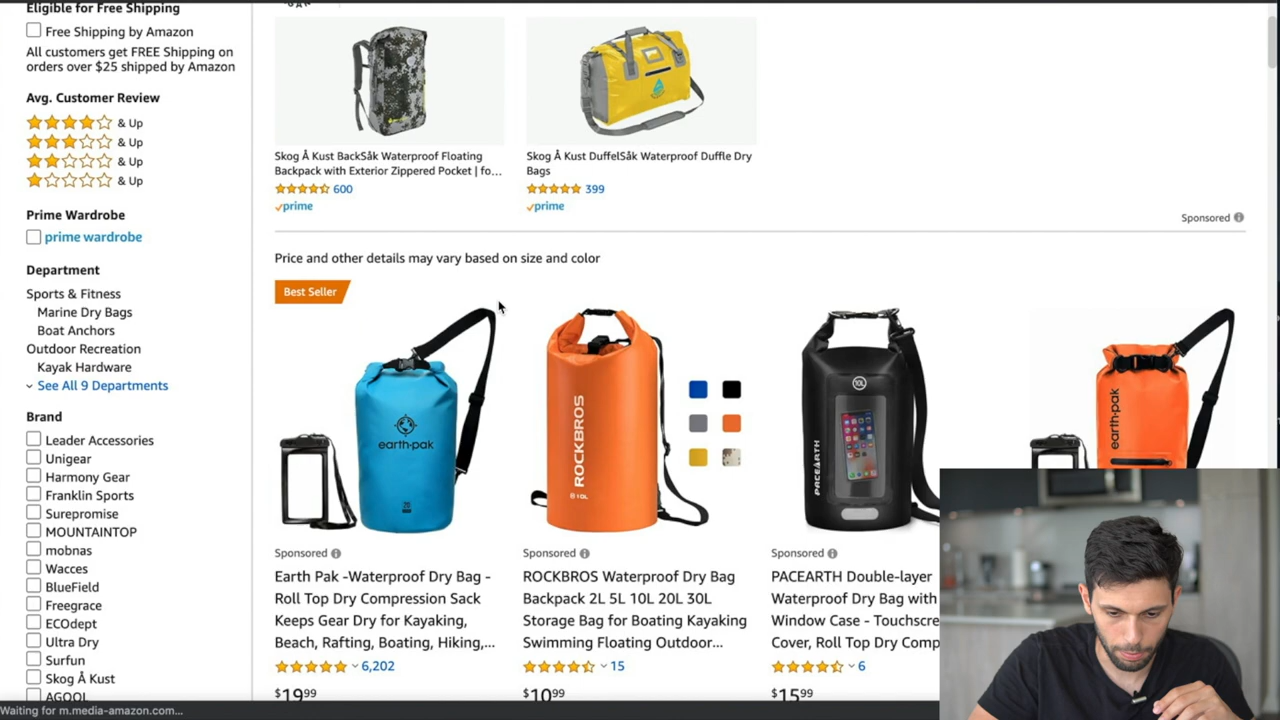 Eligible for Free Shipping
Free Shipping by Amazon
All customers get FREE Shipping on
orders over $25 shipped by Amazon
Avg. Customer Review
& Up
& Up
& Up
& Up
Prime Wardrobe
prime wardrobe
Department
Sports & Fitness
Marine Dry Bags
Boat Anchors
Outdoor Recreation
Kayak Hardware
See All 9 Departments
Brand
Leader Accessories
Unigear
Harmony Gear
Franklin Sports
Surepromise
MOUNTAINTOP
mobnas
Wacces
BlueField
Freegrace
ECOdept
Ultra Dry
Surfun
Skog Å Kust
AGOOL
Waiting for m.media-amazon.com...
Skog Å Kust BackSåk Waterproof Floating
Backpack with Exterior Zippered Pocket | fo...
600
prime
Skog Å Kust DuffelSåk Waterproof Duffle Dry
Bags
399
prime
Sponsored
Price and other details may vary based on size and color
Best Seller
earth-pak
20
Sponsored
Earth Pak -Waterproof Dry Bag -
Roll Top Dry Compression Sack
Keeps Gear Dry for Kayaking,
Beach, Rafting, Boating, Hiking,...
6,202
$1999
ROCKBROS
10L
Sponsored
ROCKBROS Waterproof Dry Bag
Backpack 2L 5L 10L 20L 30L
Storage Bag for Boating Kayaking
Swimming Floating Outdoor...
15
$1099
10L
PACEARTH
Sponsored
PACEARTH Double-layer
Waterproof Dry Bag with
Window Case - Touchscre
Cover, Roll Top Dry Comp
6
$1599
earth-pak